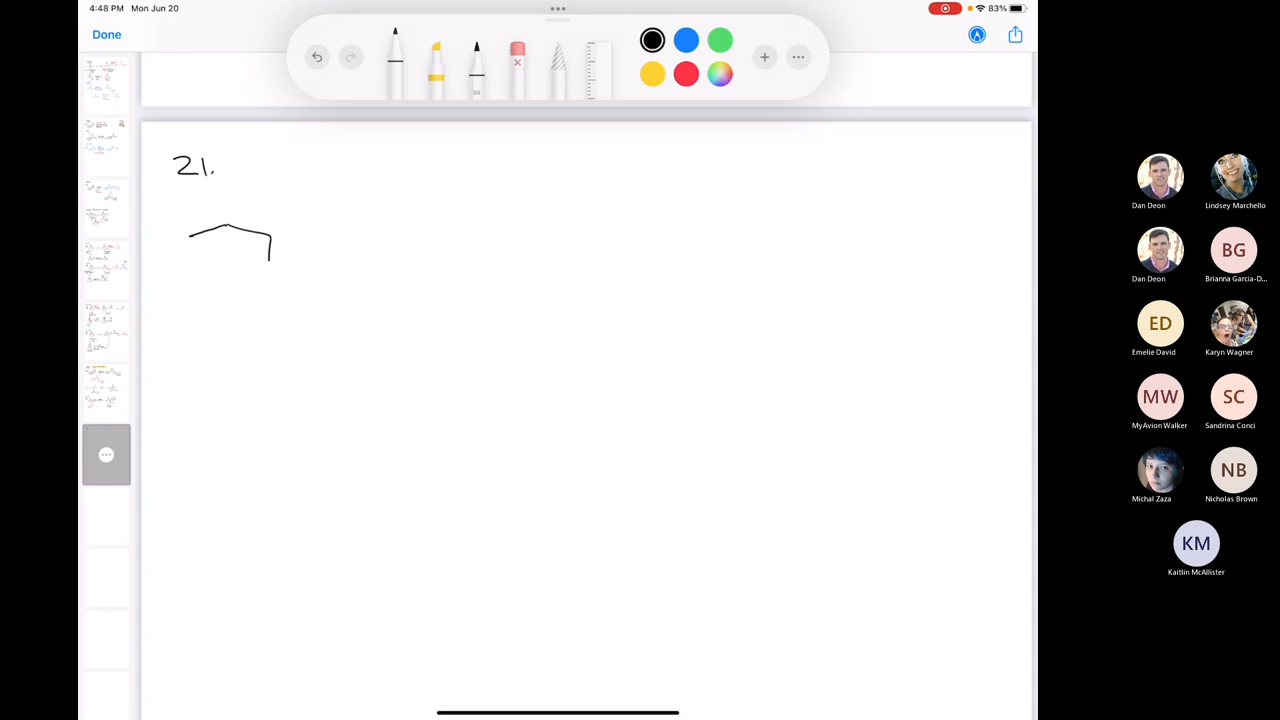 4:48 PM Mon Jun 20
83%
Done
50
21.
Dan Deon
Lindsey Marchello
Dan Deon
BG
Brianna Garcia-D...
ED
Emelie David
Karyn Wagner
MW
MyAvion Walker
SC
Sandrina Conci
Michal Zaza
NB
Nicholas Brown
KM
Kaitlin McAllister